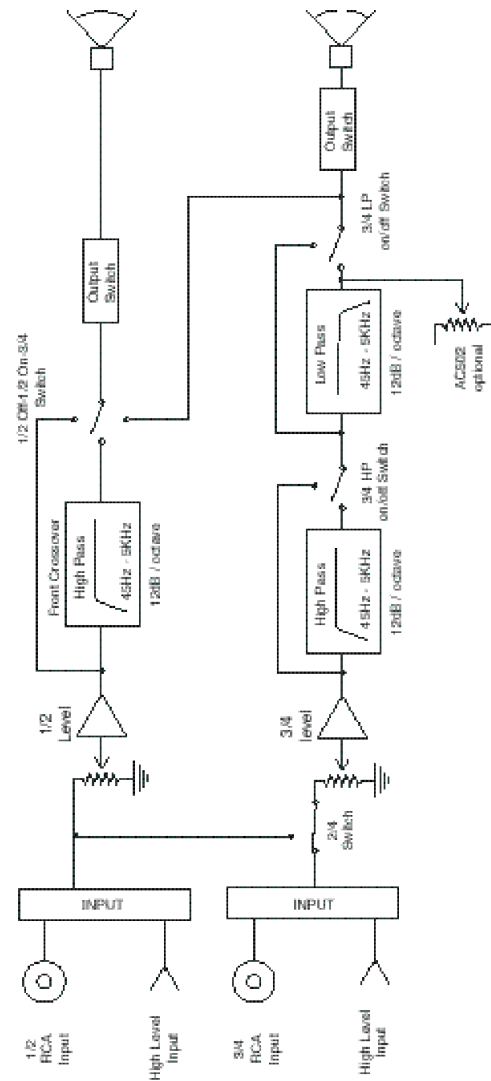 Output
Switch
Output
Switch
3/4 LP
on/off Switch
1/2 Off-1/2 On-3/4
Switch
Low Pass
45Hz - 5KHz
12dB / octave
AC502
optional
3/4 HP
on/off Switch
Front Crossover
High Pass
45Hz - 5KHz
12dB / octave
High Pass
45Hz - 5KHz
12dB / octave
1/2
Level
3/4
Level
2/4
Switch
INPUT
INPUT
1/2
RCA
Input
High Level
Input
3/4
RCA
Input
High Level
Input